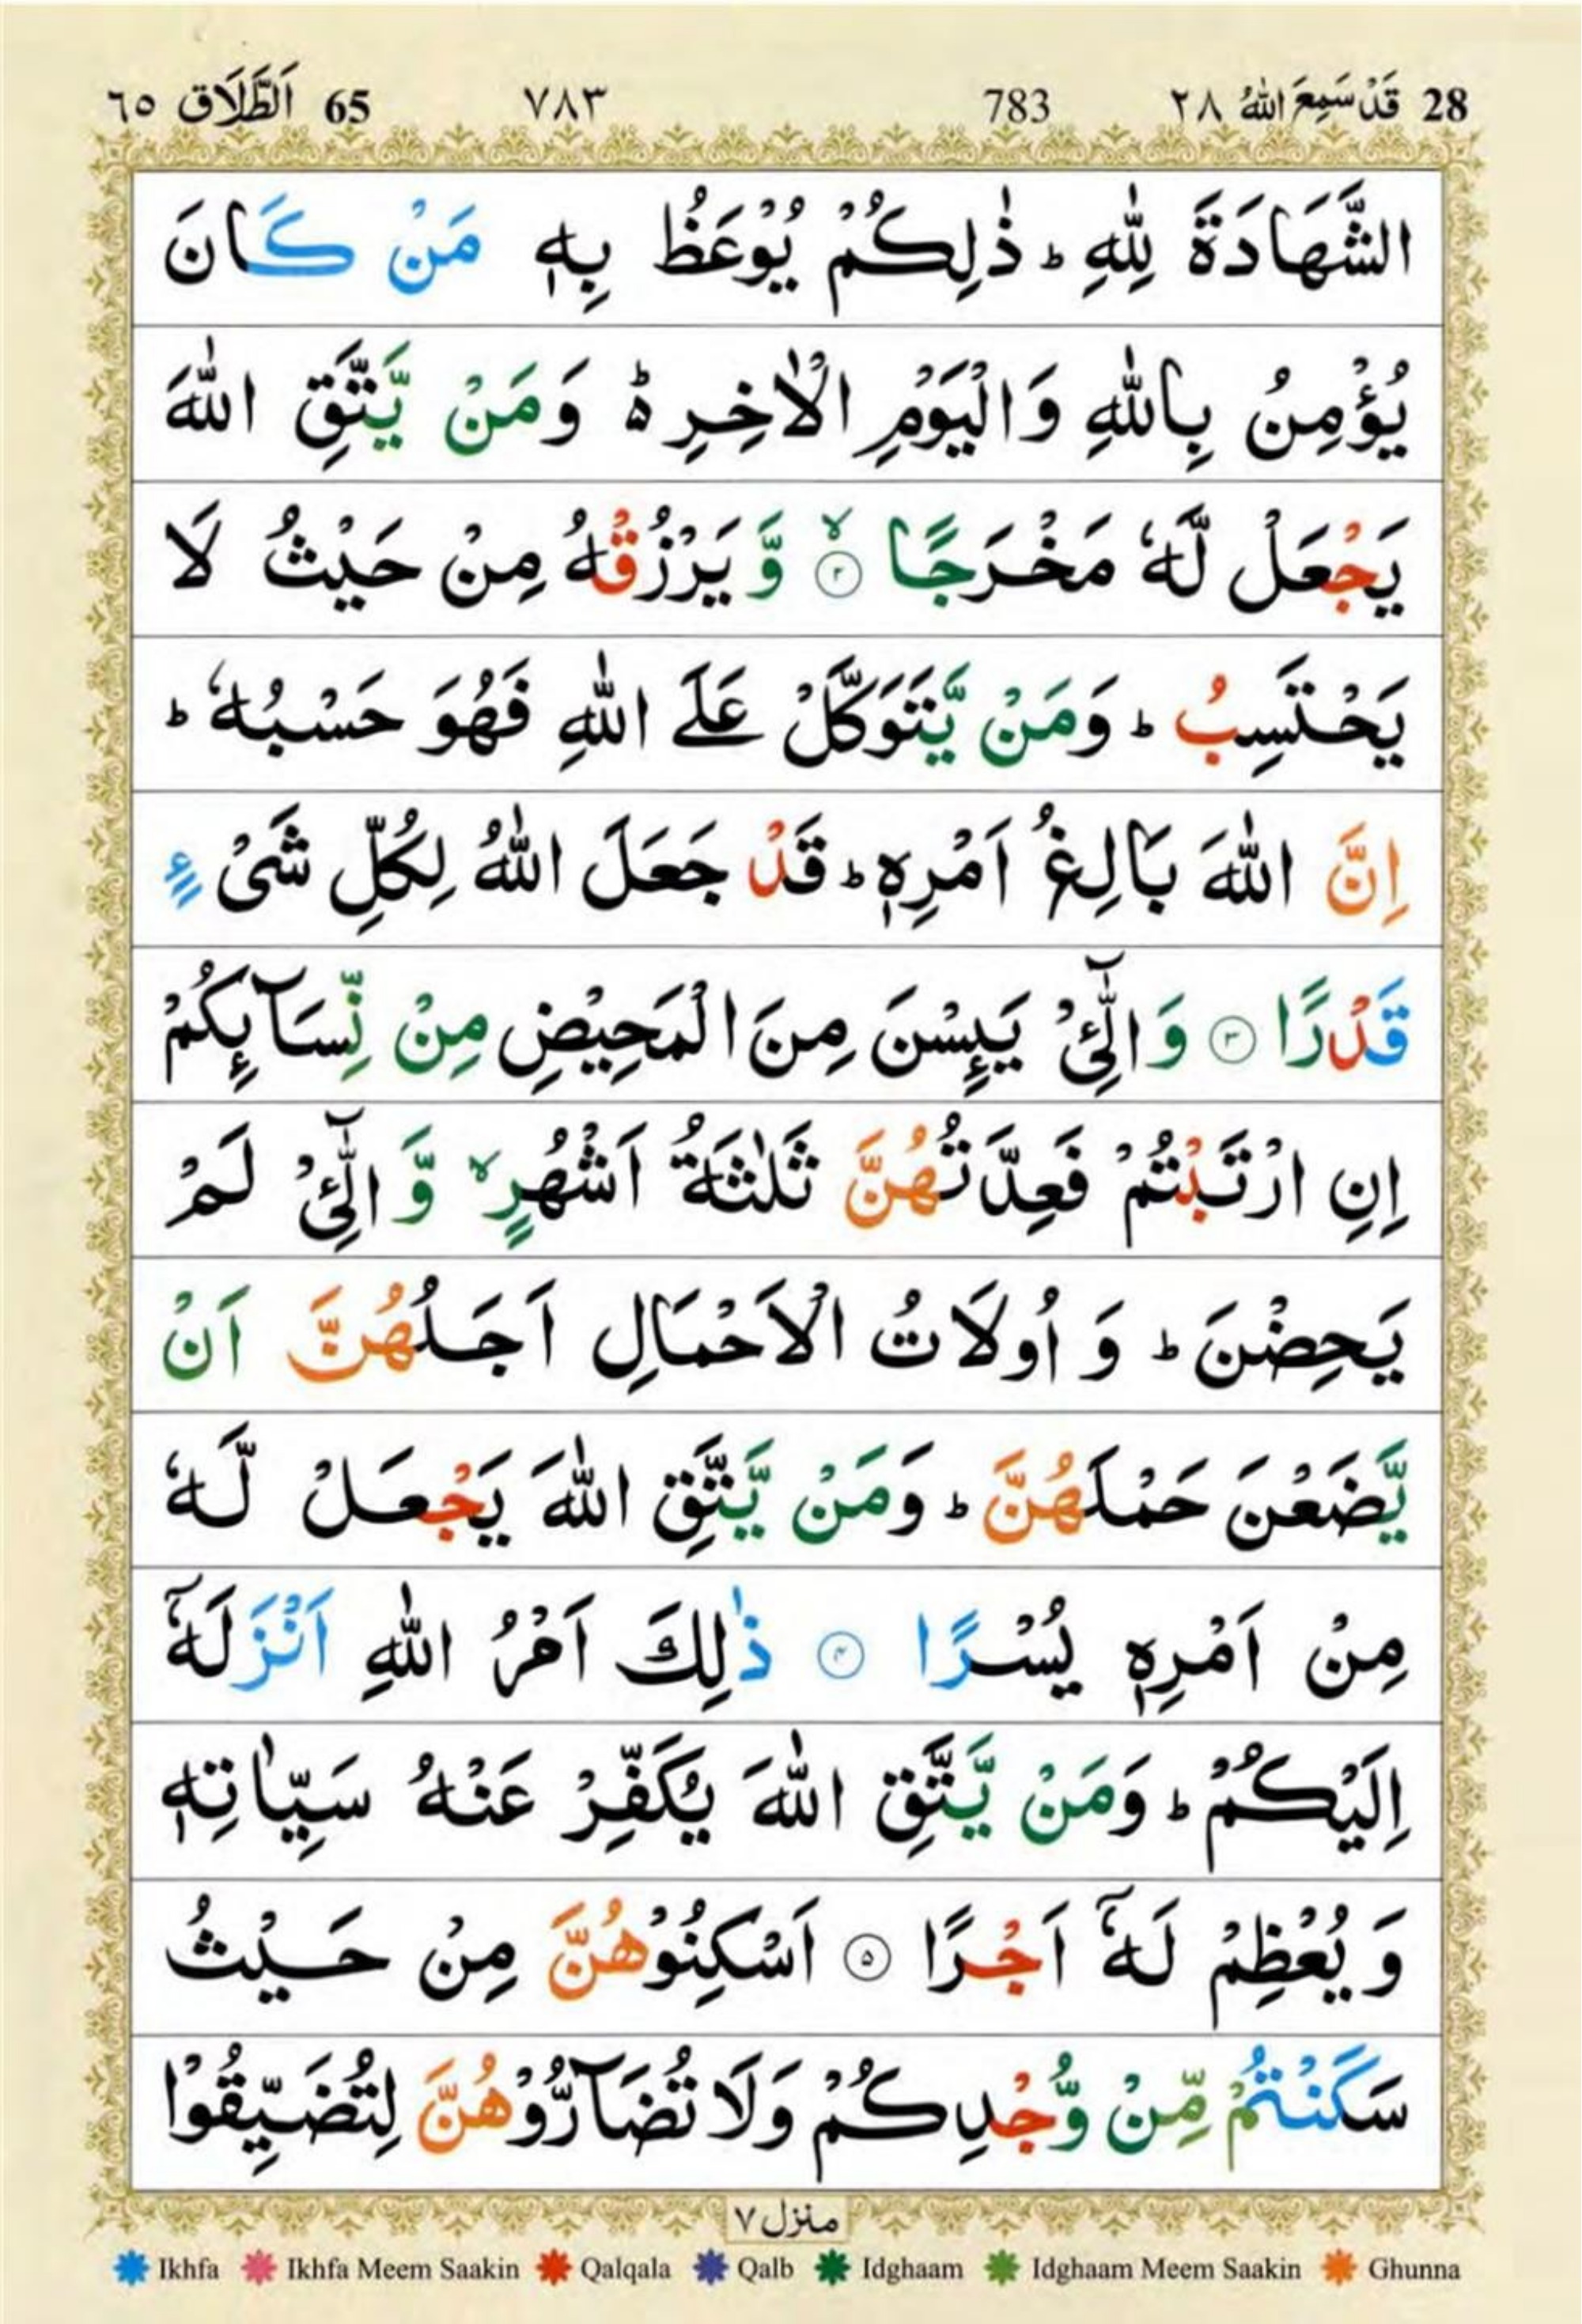 28 قَدْ سَمِعَ اللّٰهُ ٢٨ 783 ٧٨٣ 65 اَلطَّلَاق ٦٥
الشَّهَادَةَ لِلّٰهِ ؕ ذٰلِكُمْ يُوْعَظُ بِهٖ مَنْ كَانَ
يُؤْمِنُ بِاللّٰهِ وَالْيَوْمِ الْاٰخِرِ ؕ۬ وَمَنْ يَّتَّقِ اللّٰهَ
يَجْعَلْ لَّهٗ مَخْرَجًا ۙ﴿۲﴾ وَّ يَرْزُقْهُ مِنْ حَيْثُ لَا
يَحْتَسِبُ ؕ وَمَنْ يَّتَوَكَّلْ عَلَى اللّٰهِ فَهُوَ حَسْبُهٗ ؕ
اِنَّ اللّٰهَ بَالِغُ اَمْرِهٖ ؕ قَدْ جَعَلَ اللّٰهُ لِكُلِّ شَىْءٍ
قَدْرًا ﴿۳﴾ وَالّٰٓئِىْ يَئِسْنَ مِنَ الْمَحِيْضِ مِنْ نِّسَآئِكُمْ
اِنِ ارْتَبْتُمْ فَعِدَّتُهُنَّ ثَلٰثَةُ اَشْهُرٍ ۙ وَّ الّٰٓئِىْ لَمْ
يَحِضْنَ ؕ وَ اُولَاتُ الْاَحْمَالِ اَجَلُهُنَّ اَنْ
يَّضَعْنَ حَمْلَهُنَّ ؕ وَمَنْ يَّتَّقِ اللّٰهَ يَجْعَلْ لَّهٗ
مِنْ اَمْرِهٖ يُسْرًا ﴿۴﴾ ذٰلِكَ اَمْرُ اللّٰهِ اَنْزَلَهٗۤ
اِلَيْكُمْ ؕ وَمَنْ يَّتَّقِ اللّٰهَ يُكَفِّرْ عَنْهُ سَيِّاٰتِهٖ
وَ يُعْظِمْ لَهٗۤ اَجْرًا ﴿۵﴾ اَسْكِنُوْهُنَّ مِنْ حَيْثُ
سَكَنْتُمْ مِّنْ وُّجْدِكُمْ وَلَا تُضَآرُّوْهُنَّ لِتُضَيِّقُوْا
منزل ٧
Ikhfa Ikhfa Meem Saakin Qalqala Qalb Idghaam Idghaam Meem Saakin Ghunna